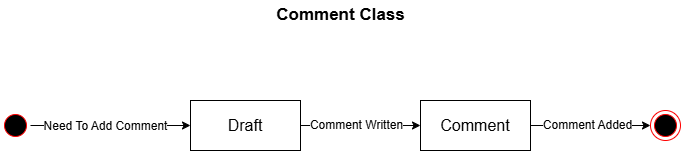 Comment Class
Need To Add Comment
Draft
Comment Written
Comment
Comment Added